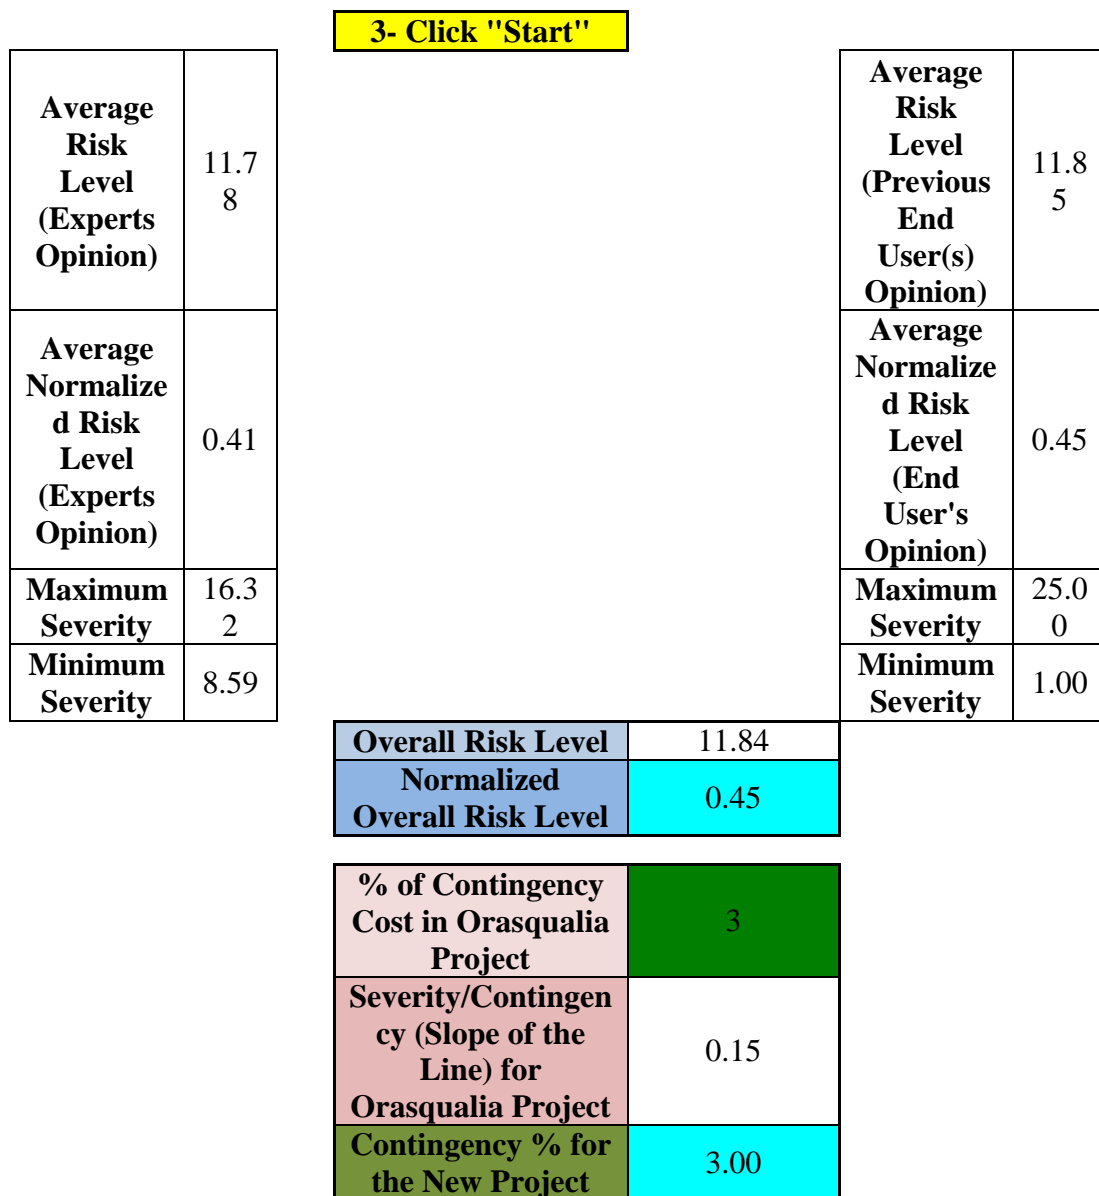 3- Click "Start"
Average
Risk
Level
(Experts
Opinion)
11.7
8
Average
Risk
Level
(Previous
End
User(s)
Opinion)
11.8
5
Average
Normalize
d Risk
Level
(Experts
Opinion)
0.41
Average
Normalize
d Risk
Level
(End
User's
Opinion)
0.45
Maximum
Severity
16.3
2
Maximum
Severity
25.0
0
Minimum
Severity
8.59
Minimum
Severity
1.00
Overall Risk Level
11.84
Normalized
Overall Risk Level
0.45
% of Contingency
Cost in Orasqualia
Project
3
Severity/Contingen
cy (Slope of the
Line) for
Orasqualia Project
0.15
Contingency % for
the New Project
3.00